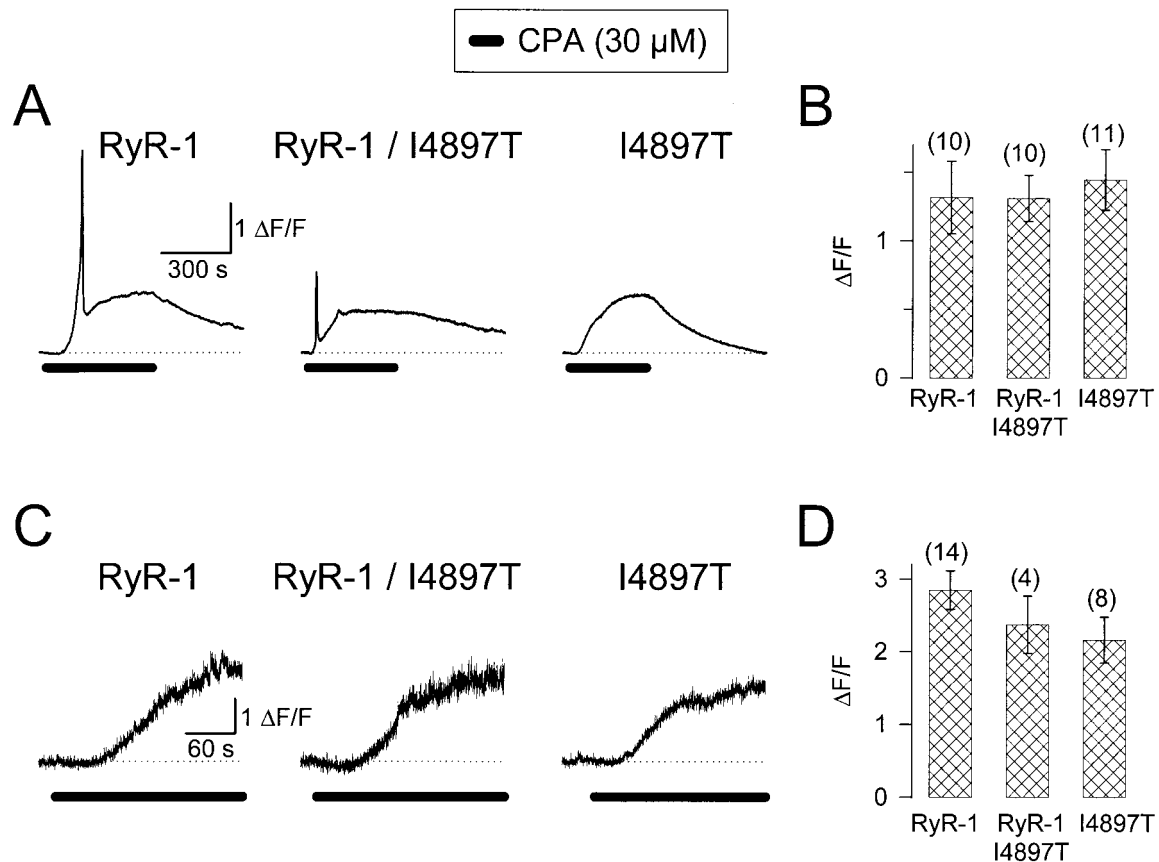 CPA (30 µM)
A
RyR-1
RyR-1 / I4897T
I4897T
1 ΔF/F
300 s
B
(10)
(10)
(11)
ΔF/F
1
0
RyR-1
RyR-1
I4897T
I4897T
C
RyR-1
RyR-1 / I4897T
I4897T
1 ΔF/F
60 s
D
(14)
(4)
(8)
ΔF/F
3
2
1
0
RyR-1
RyR-1
I4897T
I4897T